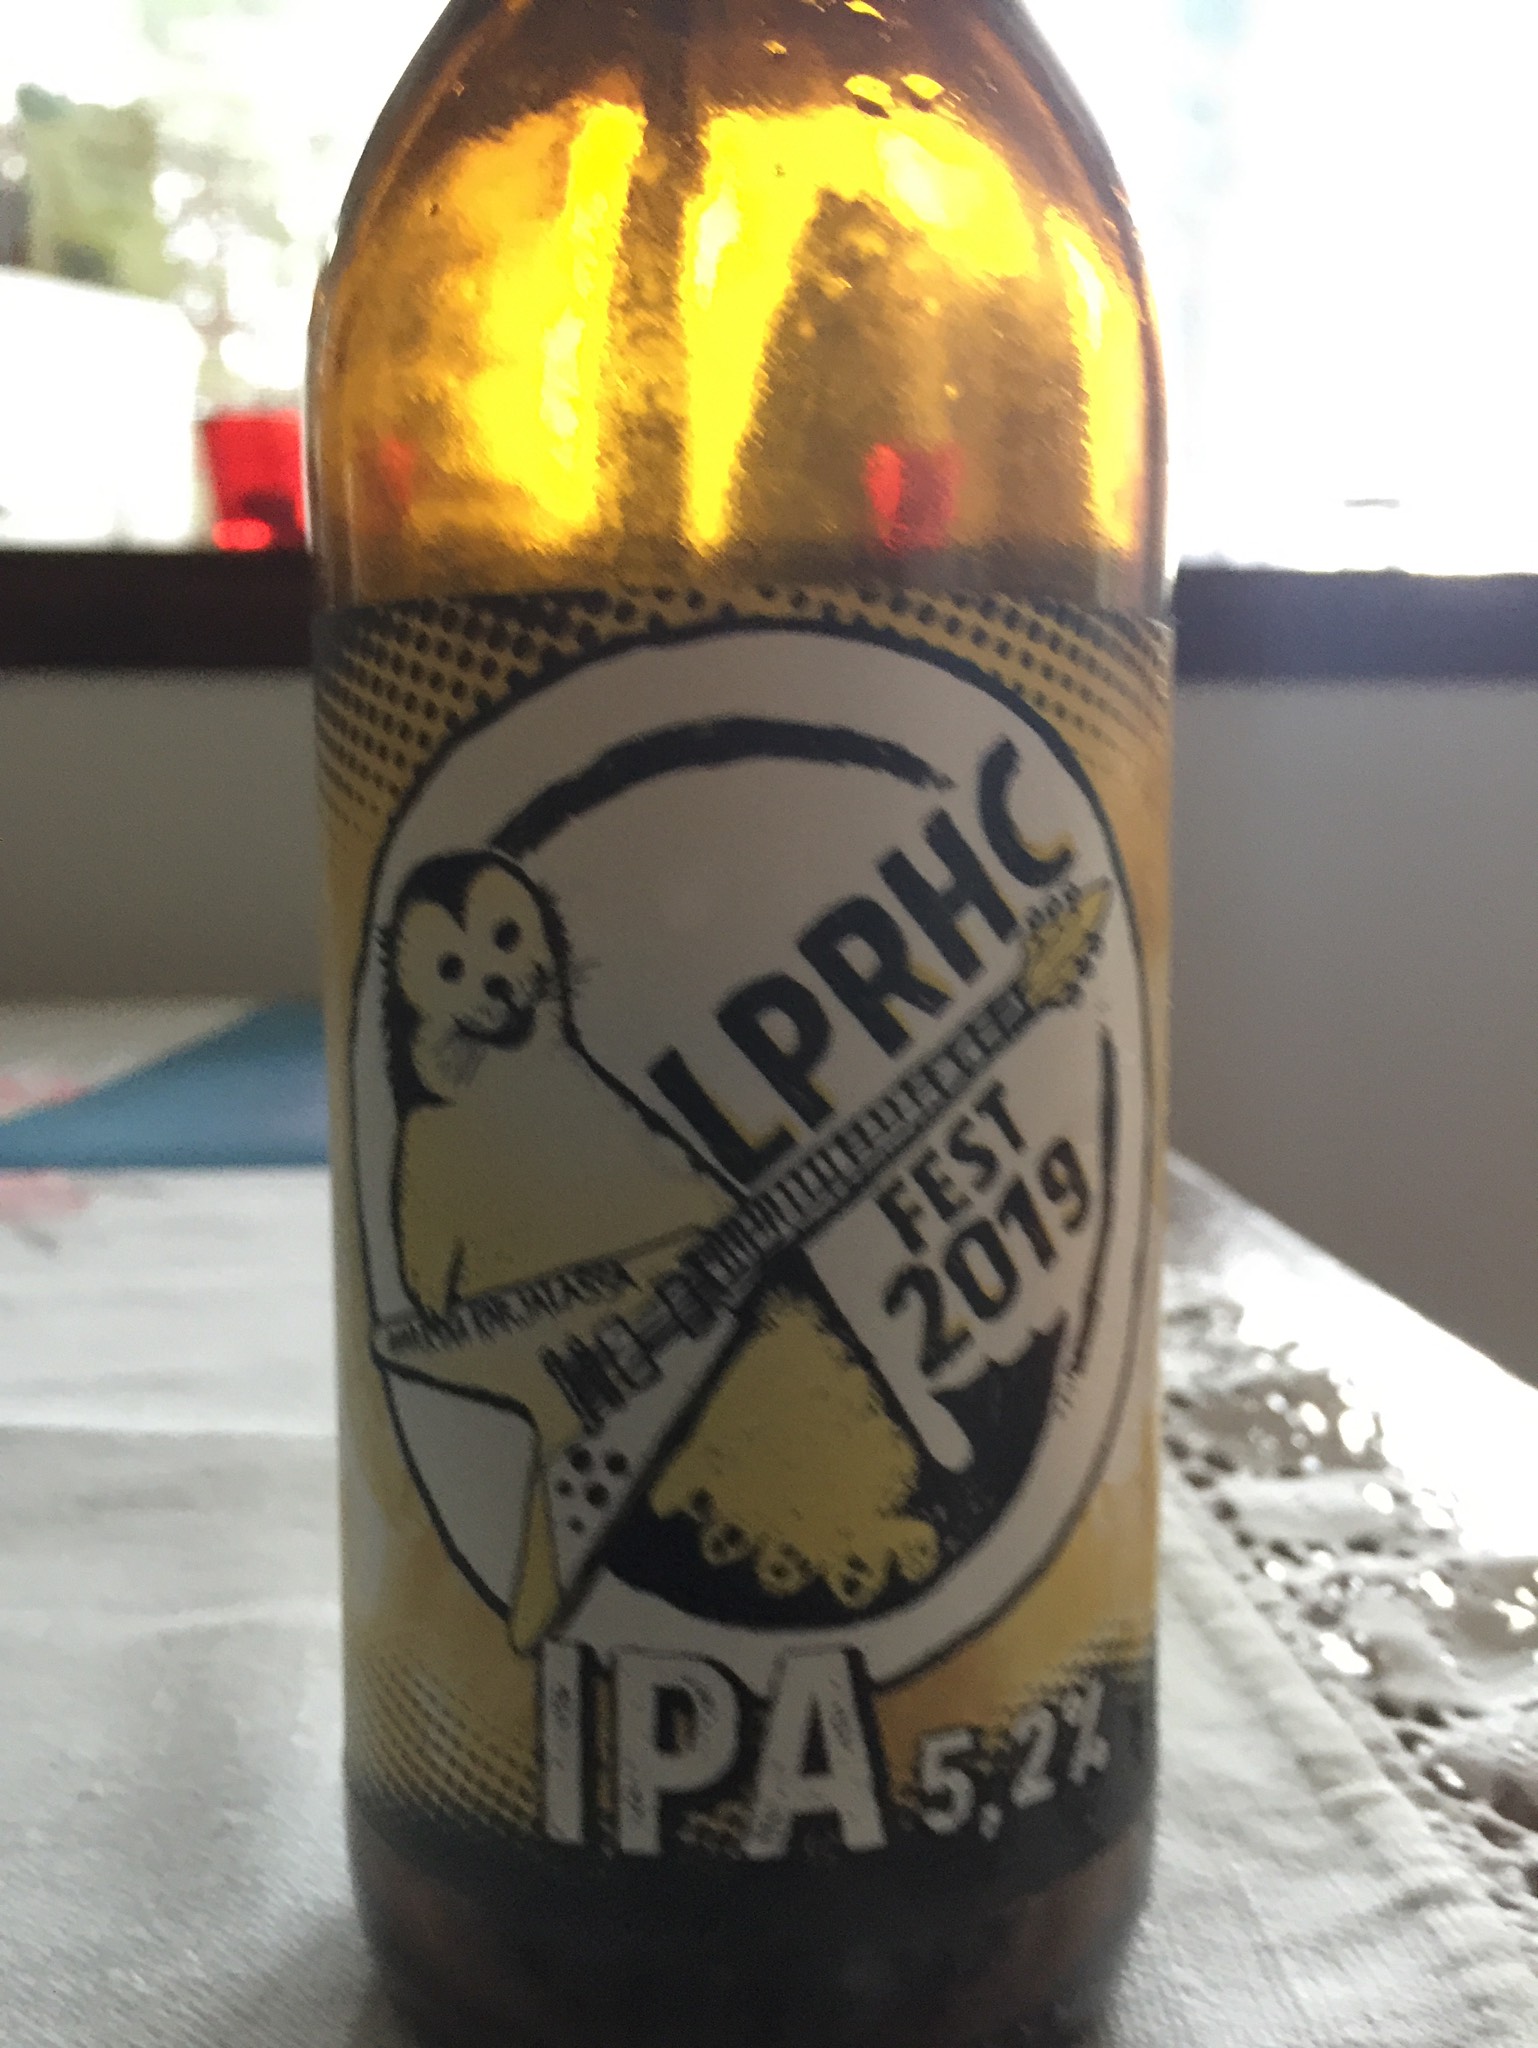 LPRHC
FEST
2019
IPA
5,2%